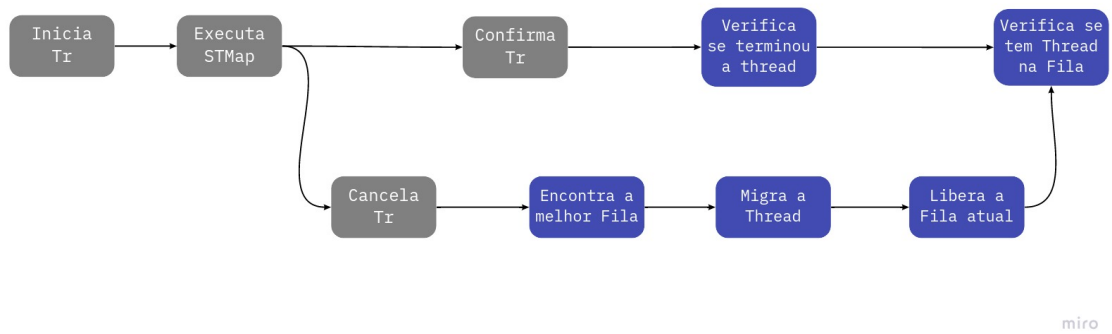 Inicia
Tr
Executa
STMap
Confirma
Tr
Verifica
se terminou
a thread
Verifica se
tem Thread
na Fila
Cancela
Tr
Encontra a
melhor Fila
Migra a
Thread
Libera a
Fila atual
miro